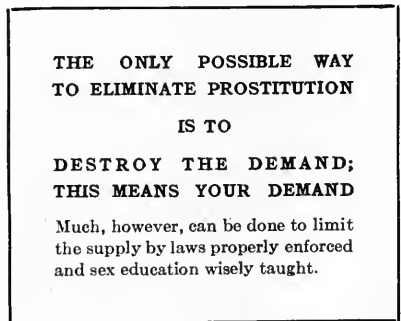 THE ONLY POSSIBLE WAY
TO ELIMINATE PROSTITUTION
IS TO
DESTROY THE DEMAND;
THIS MEANS YOUR DEMAND
Much, however, can be done to limit
the supply by laws properly enforced
and sex education wisely taught.